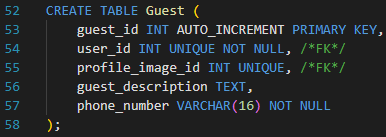 52 CREATE TABLE Guest (
53     guest_id INT AUTO_INCREMENT PRIMARY KEY,
54     user_id INT UNIQUE NOT NULL, /*FK*/
55     profile_image_id INT UNIQUE, /*FK*/
56     guest_description TEXT,
57     phone_number VARCHAR(16) NOT NULL
58 );